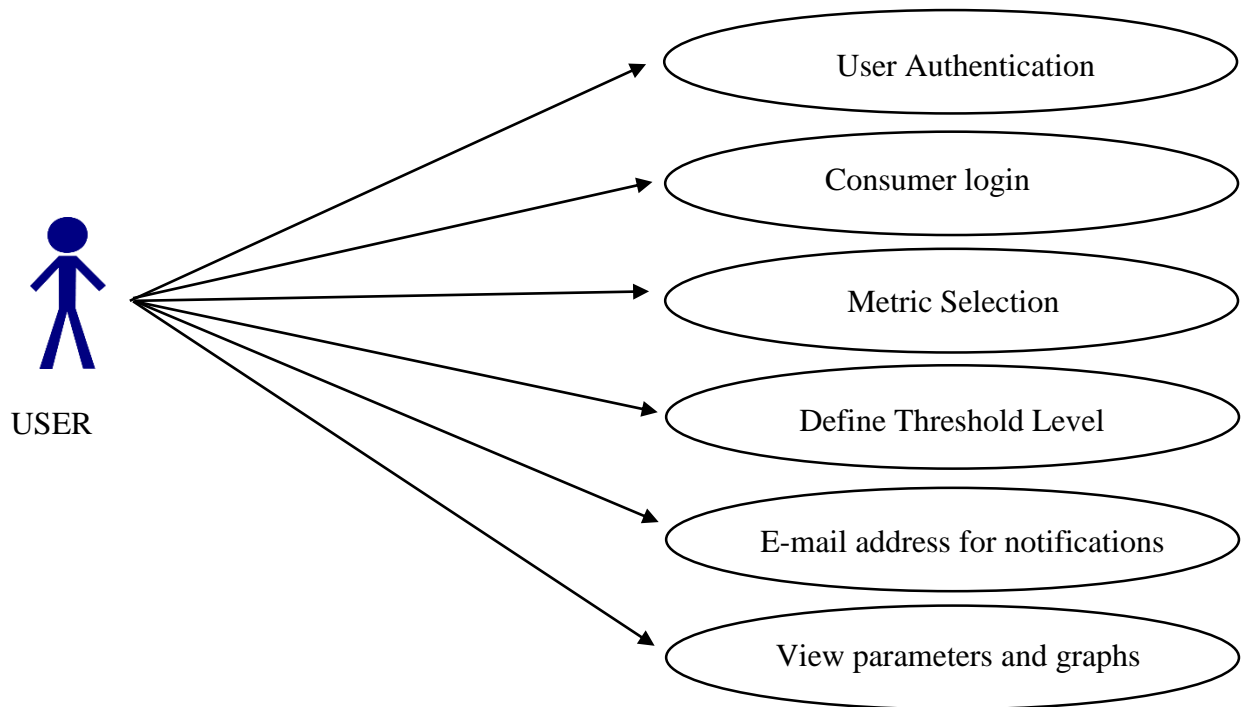 User Authentication
Consumer login
Metric Selection
USER
Define Threshold Level
E-mail address for notifications
View parameters and graphs